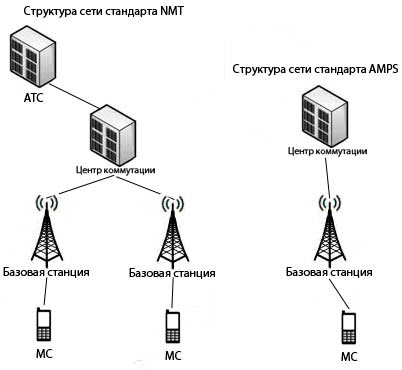 Структура сети стандарта NMT
АТС
Центр коммутации
Базовая станция
Базовая станция
МС
МС
Структура сети стандарта AMPS
Центр коммутации
Базовая станция
МС